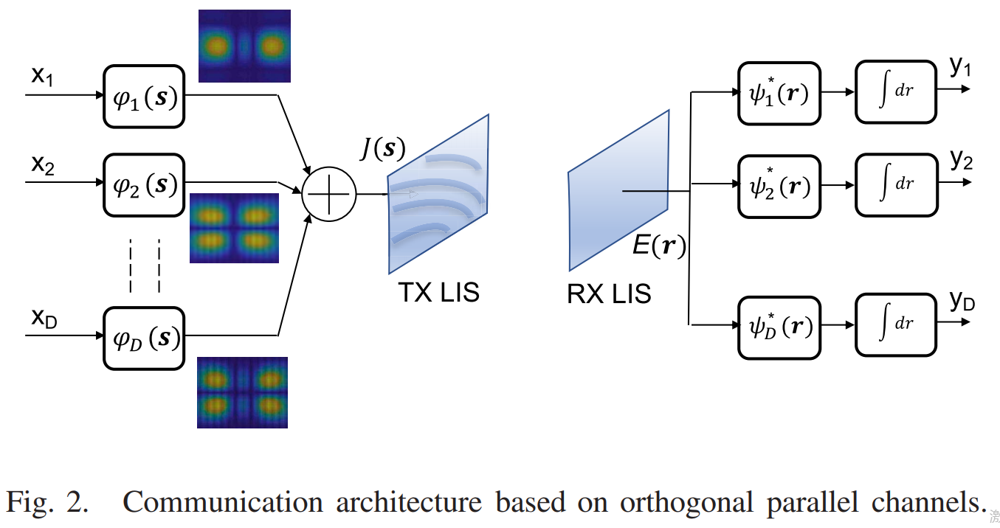 x1
φ1(s)
x2
φ2(s)
xD
φD(s)
J(s)
TX LIS
RX LIS
E(r)
ψ1*(r)
∫dr
y1
ψ2*(r)
∫dr
y2
ψD*(r)
∫dr
yD
Fig. 2. Communication architecture based on orthogonal parallel channels.
激